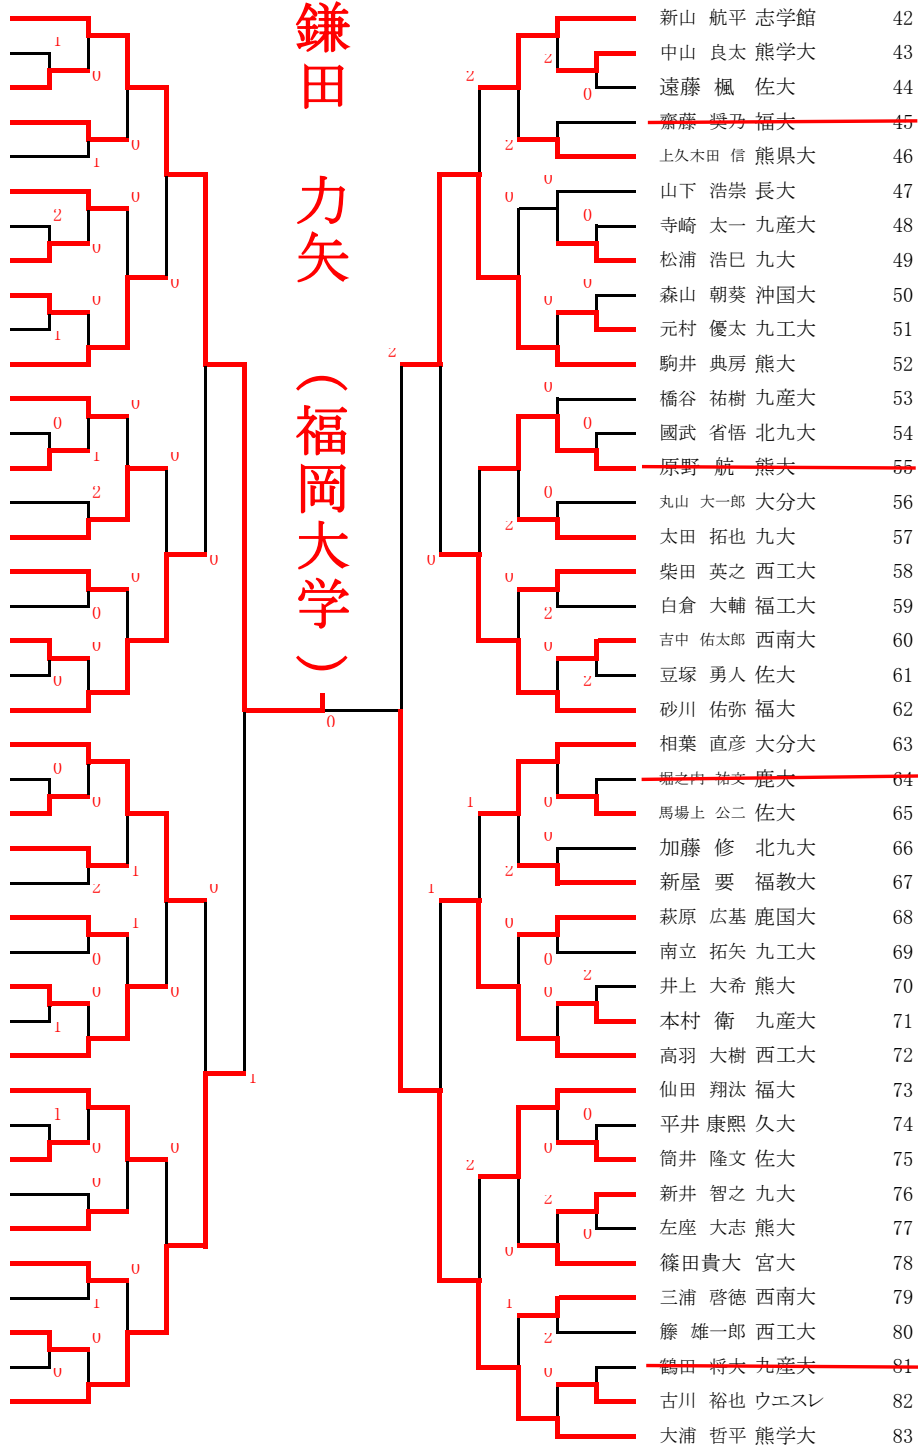 鎌田 力矢 (福岡大学)
新山 航平 志学館 42
中山 良太 熊学大 43
遠藤 楓 佐大 44
齋藤 奨乃 福大 45
上久木田 信 熊県大 46
山下 浩崇 長大 47
寺崎 太一 九産大 48
松浦 浩巳 九大 49
森山 朝葵 沖国大 50
元村 優太 九工大 51
駒井 典房 熊大 52
橋谷 祐樹 九産大 53
國武 省悟 北九大 54
原野 航 熊大 55
丸山 大一郎 大分大 56
太田 拓也 九大 57
柴田 英之 西工大 58
白倉 大輔 福工大 59
吉中 佑太郎 西南大 60
豆塚 勇人 佐大 61
砂川 佑弥 福大 62
相葉 直彦 大分大 63
堀之内 祐文 鹿大 64
馬場上 公二 佐大 65
加藤 修 北九大 66
新屋 要 福教大 67
萩原 広基 鹿国大 68
南立 拓矢 九工大 69
井上 大希 熊大 70
本村 衛 九産大 71
高羽 大樹 西工大 72
仙田 翔汰 福大 73
平井 康熙 久大 74
筒井 隆文 佐大 75
新井 智之 九大 76
左座 大志 熊大 77
篠田貴大 宮大 78
三浦 啓徳 西南大 79
籐 雄一郎 西工大 80
鶴田 将大 九産大 81
古川 裕也 ウエスレ 82
大浦 哲平 熊学大 83